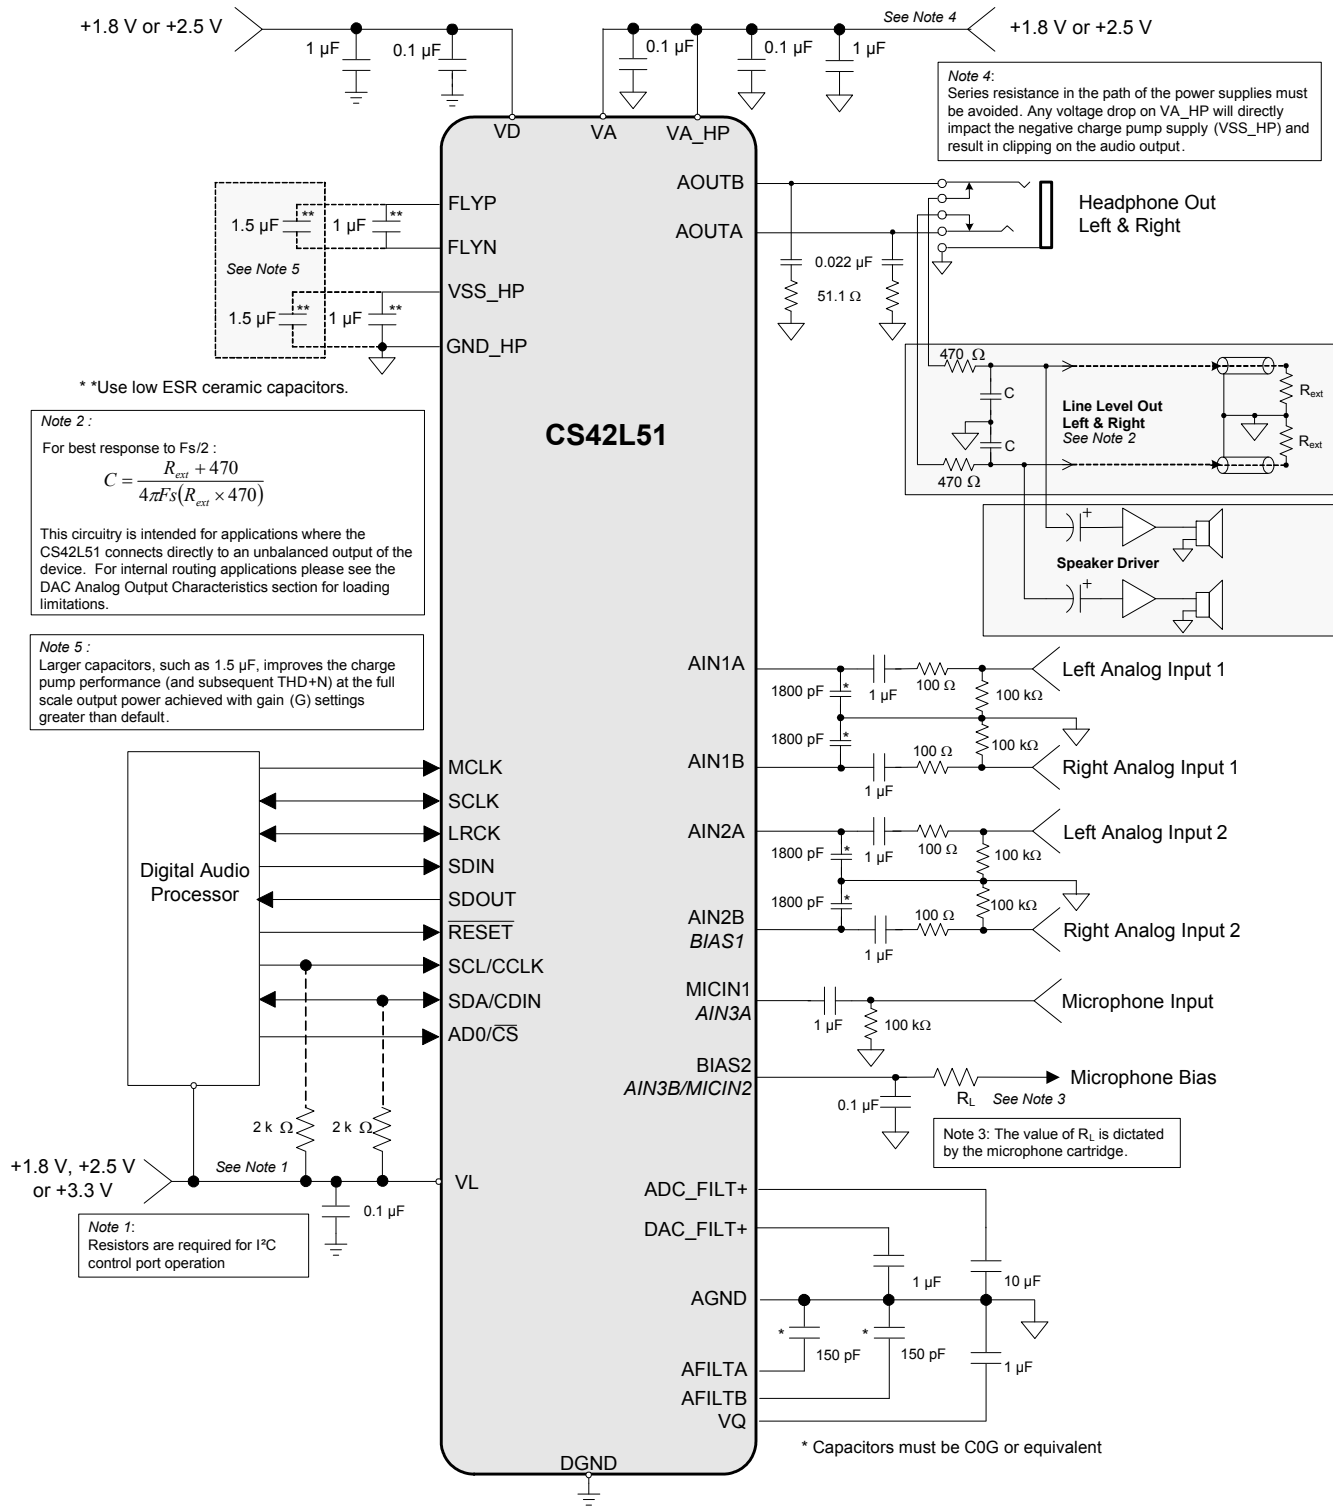 +1.8 V or +2.5 V
1 µF
0.1 µF
0.1 µF
0.1 µF
1 µF
See Note 4
+1.8 V or +2.5 V
Note 4:
Series resistance in the path of the power supplies must
be avoided. Any voltage drop on VA_HP will directly
impact the negative charge pump supply (VSS_HP) and
result in clipping on the audio output.
VD
VA
VA_HP
AOUTB
AOUTA
Headphone Out
Left & Right
0.022 µF
51.1 Ω
FLYP
FLYN
VSS_HP
GND_HP
1.5 µF
**
1 µF
**
See Note 5
1.5 µF
**
1 µF
**
* *Use low ESR ceramic capacitors.
CS42L51
470 Ω
C
C
470 Ω
Line Level Out
Left & Right
See Note 2
Rext
Rext
+
Speaker Driver
+
Note 2 :
For best response to Fs/2 :
C = (Rext + 470) / (4πFs(Rext × 470))
This circuitry is intended for applications where the
CS42L51 connects directly to an unbalanced output of the
device. For internal routing applications please see the
DAC Analog Output Characteristics section for loading
limitations.
Note 5 :
Larger capacitors, such as 1.5 µF, improves the charge
pump performance (and subsequent THD+N) at the full
scale output power achieved with gain (G) settings
greater than default.
AIN1A
1800 pF
*
1 µF
100 Ω
100 kΩ
Left Analog Input 1
AIN1B
1800 pF
*
1 µF
100 Ω
100 kΩ
Right Analog Input 1
AIN2A
1800 pF
*
1 µF
100 Ω
100 kΩ
Left Analog Input 2
AIN2B
BIAS1
1800 pF
*
1 µF
100 Ω
100 kΩ
Right Analog Input 2
MICIN1
AIN3A
1 µF
100 kΩ
Microphone Input
BIAS2
AIN3B/MICIN2
0.1 µF
RL
See Note 3
Microphone Bias
Note 3: The value of RL is dictated
by the microphone cartridge.
Digital Audio
Processor
MCLK
SCLK
LRCK
SDIN
SDOUT
RESET
SCL/CCLK
SDA/CDIN
AD0/CS
2 k Ω
2 k Ω
+1.8 V, +2.5 V
or +3.3 V
See Note 1
VL
0.1 µF
Note 1:
Resistors are required for I²C
control port operation
ADC_FILT+
DAC_FILT+
1 µF
10 µF
AGND
*
150 pF
*
150 pF
1 µF
AFILTA
AFILTB
VQ
* Capacitors must be C0G or equivalent
DGND